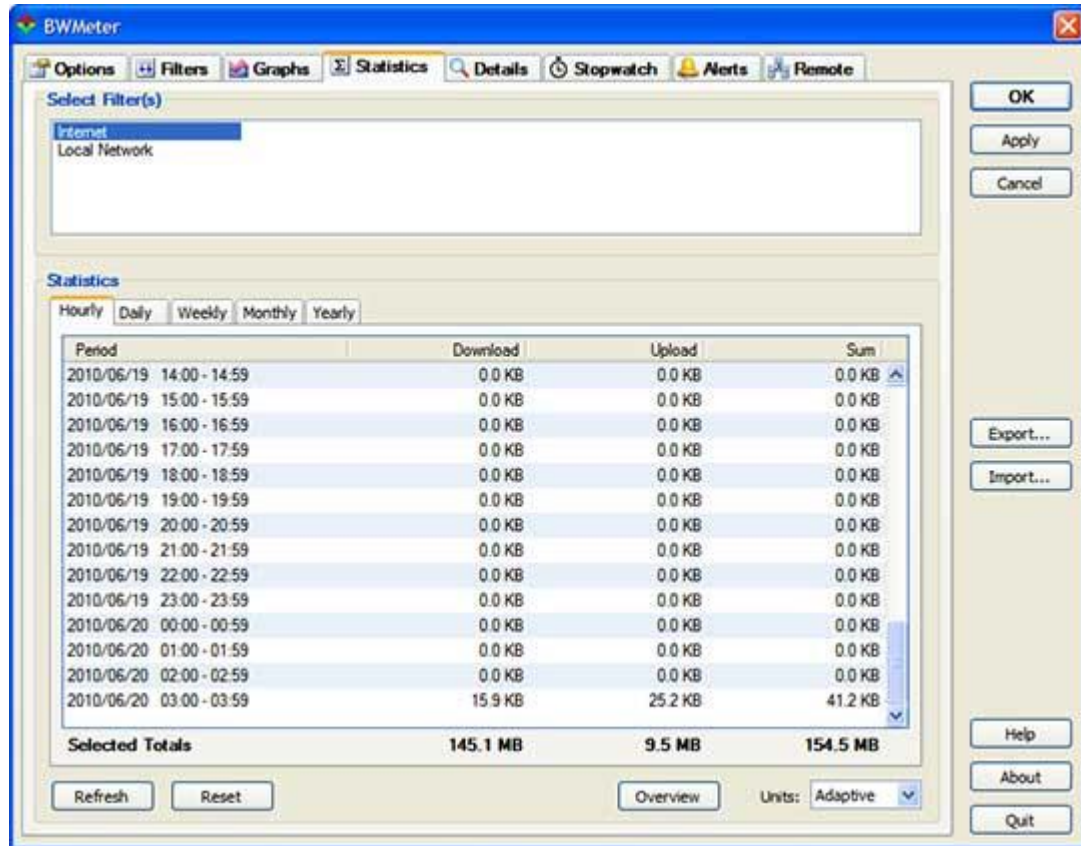 BWMeter
Options Filters Graphs Σ Statistics Details Stopwatch Alerts Remote
Select Filter(s)
Internet
Local Network
OK
Apply
Cancel
Statistics
Hourly Daily Weekly Monthly Yearly
Period Download Upload Sum
2010/06/19 14:00 - 14:59 0.0 KB 0.0 KB 0.0 KB
2010/06/19 15:00 - 15:59 0.0 KB 0.0 KB 0.0 KB
2010/06/19 16:00 - 16:59 0.0 KB 0.0 KB 0.0 KB
2010/06/19 17:00 - 17:59 0.0 KB 0.0 KB 0.0 KB
2010/06/19 18:00 - 18:59 0.0 KB 0.0 KB 0.0 KB
2010/06/19 19:00 - 19:59 0.0 KB 0.0 KB 0.0 KB
2010/06/19 20:00 - 20:59 0.0 KB 0.0 KB 0.0 KB
2010/06/19 21:00 - 21:59 0.0 KB 0.0 KB 0.0 KB
2010/06/19 22:00 - 22:59 0.0 KB 0.0 KB 0.0 KB
2010/06/19 23:00 - 23:59 0.0 KB 0.0 KB 0.0 KB
2010/06/20 00:00 - 00:59 0.0 KB 0.0 KB 0.0 KB
2010/06/20 01:00 - 01:59 0.0 KB 0.0 KB 0.0 KB
2010/06/20 02:00 - 02:59 0.0 KB 0.0 KB 0.0 KB
2010/06/20 03:00 - 03:59 15.9 KB 25.2 KB 41.2 KB
Selected Totals 145.1 MB 9.5 MB 154.5 MB
Refresh Reset Overview Units: Adaptive
Export...
Import...
Help
About
Quit